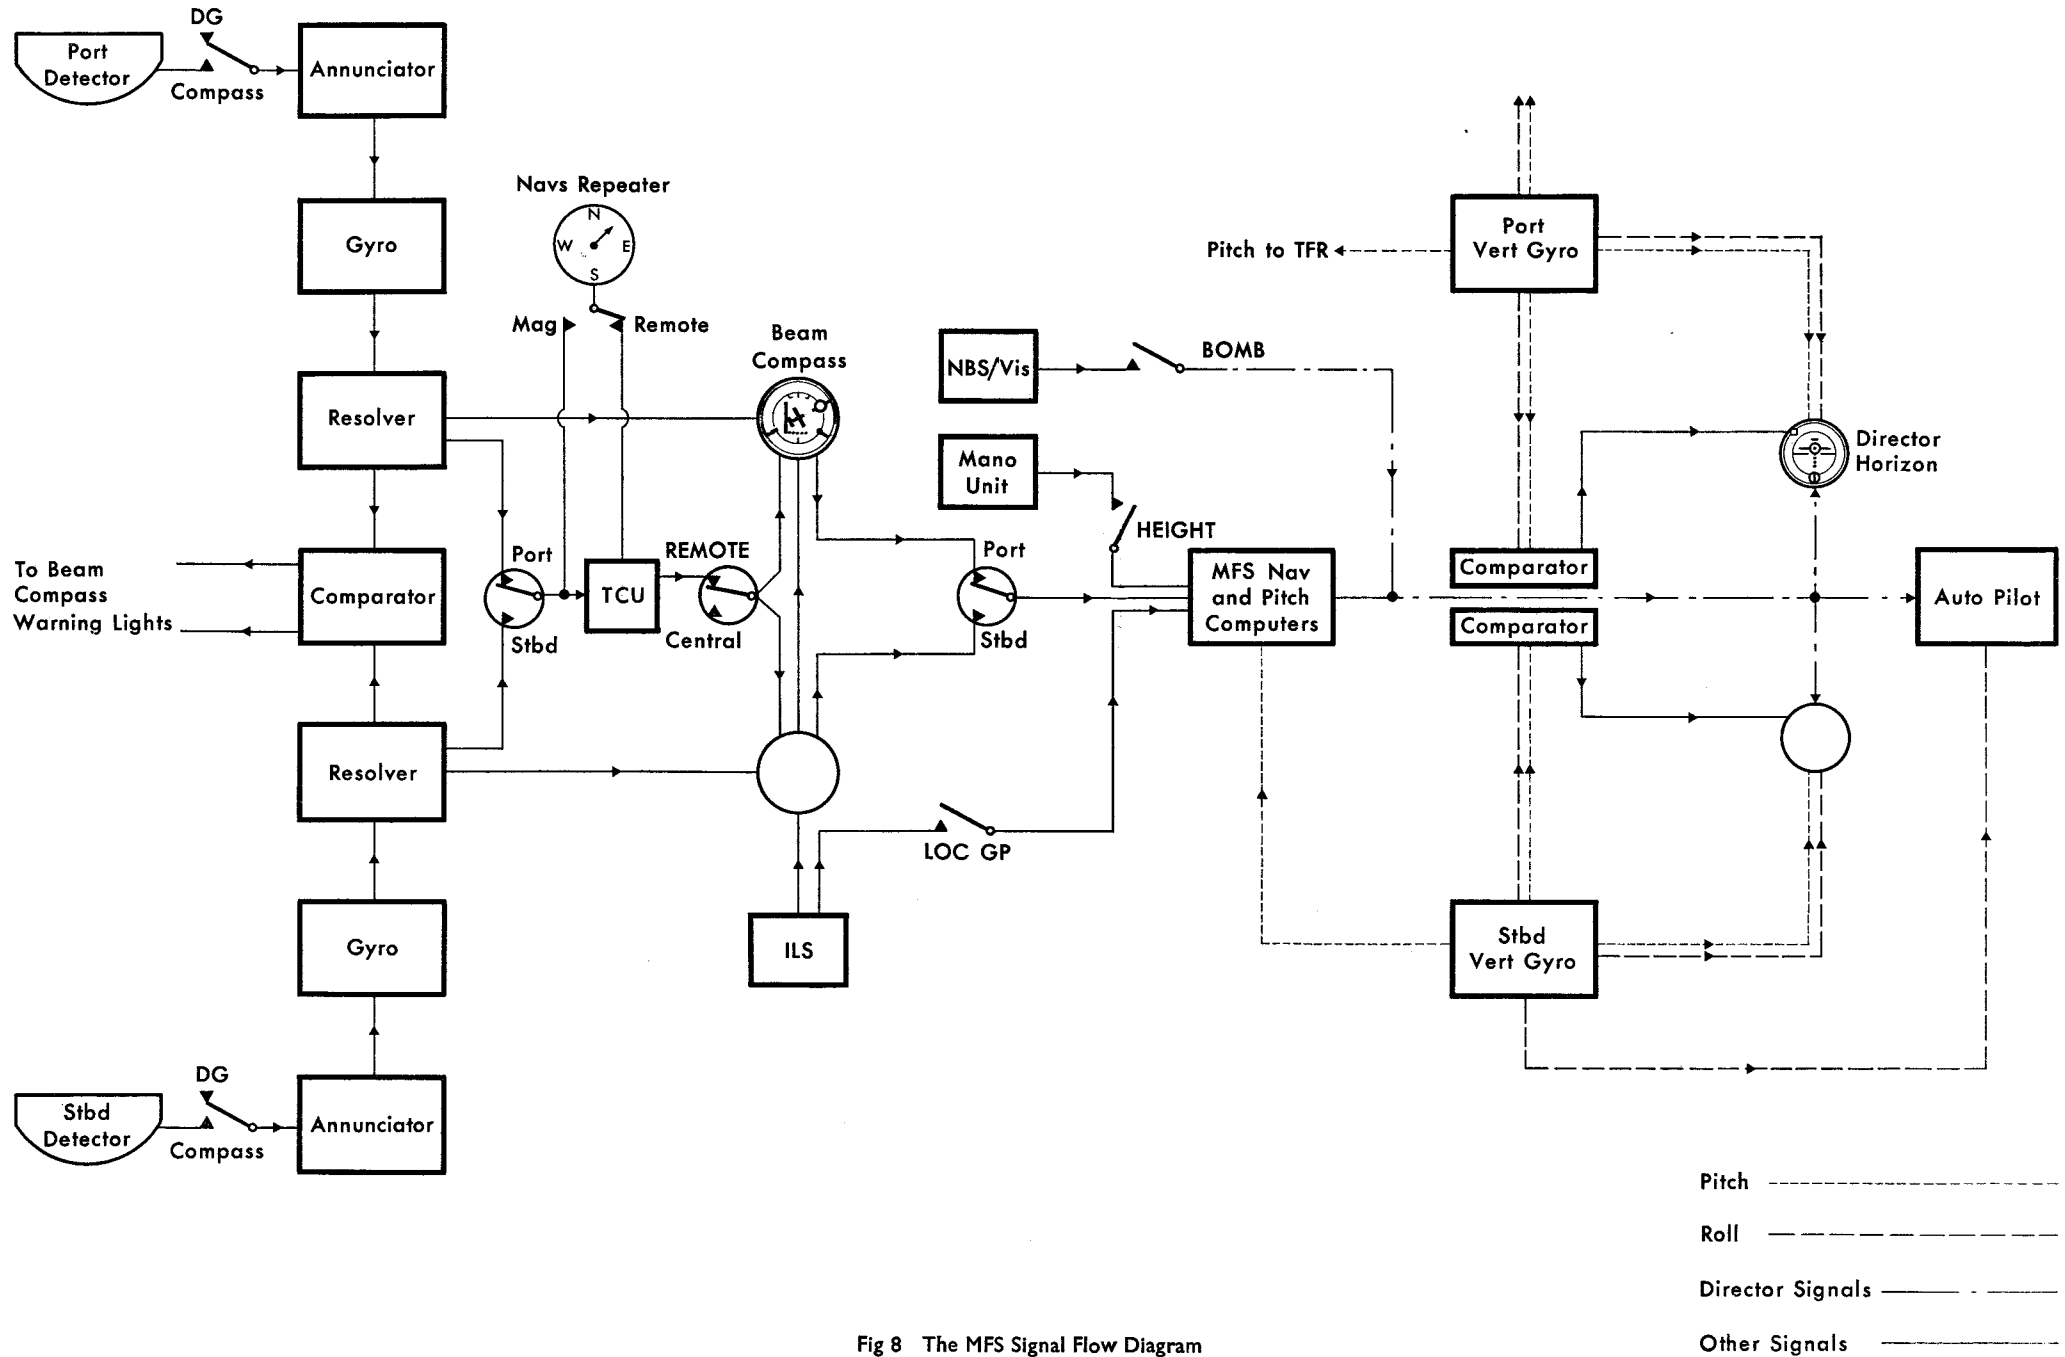 DG
Port
Detector
Compass
Annunciator
Gyro
Navs Repeater
N
W
E
S
Mag
Remote
Resolver
Beam
Compass
Port
Vert Gyro
Pitch to TFR
NBS/Vis
BOMB
Mano
Unit
HEIGHT
Director
Horizon
To Beam
Compass
Warning Lights
Comparator
Port
Stbd
TCU
REMOTE
Central
Port
Stbd
MFS Nav
and Pitch
Computers
Comparator
Comparator
Auto Pilot
Resolver
LOC GP
Gyro
ILS
Stbd
Vert Gyro
DG
Stbd
Detector
Compass
Annunciator
Pitch
Roll
Director Signals
Other Signals
Fig 8 The MFS Signal Flow Diagram